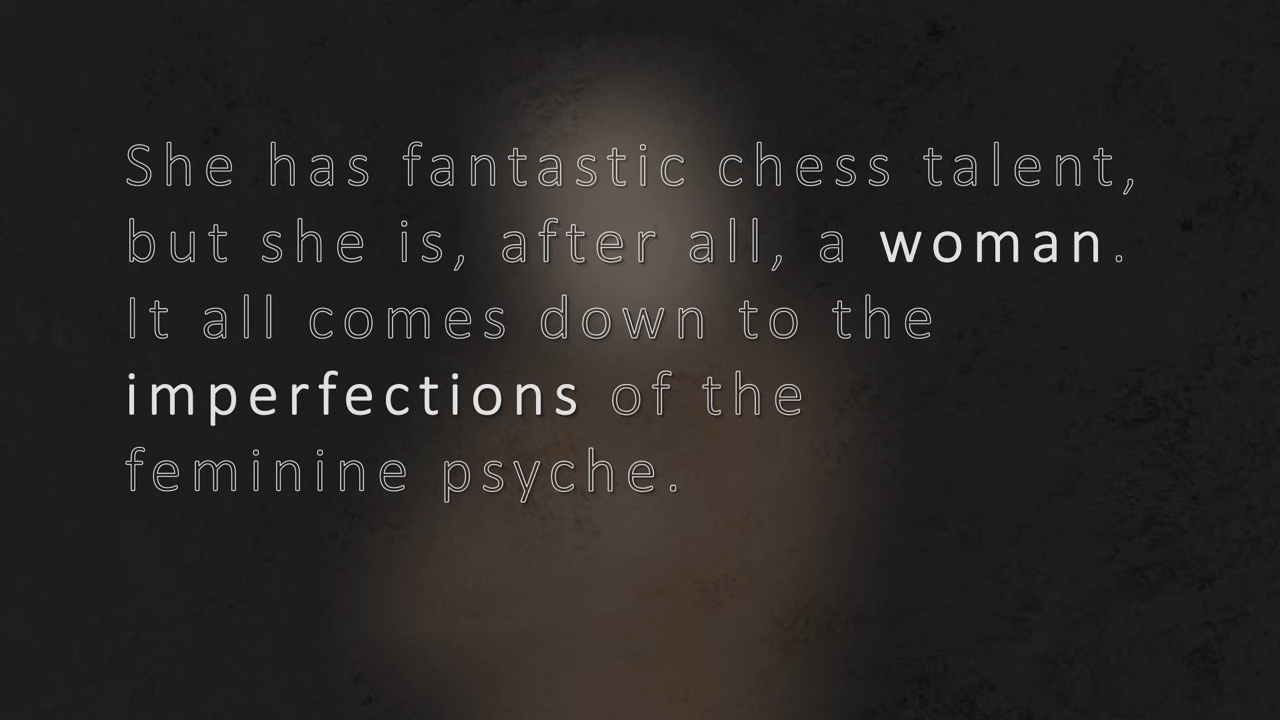 She has fantastic chess talent,
but she is, after all, a woman.
It all comes down to the
imperfections of the
feminine psyche.